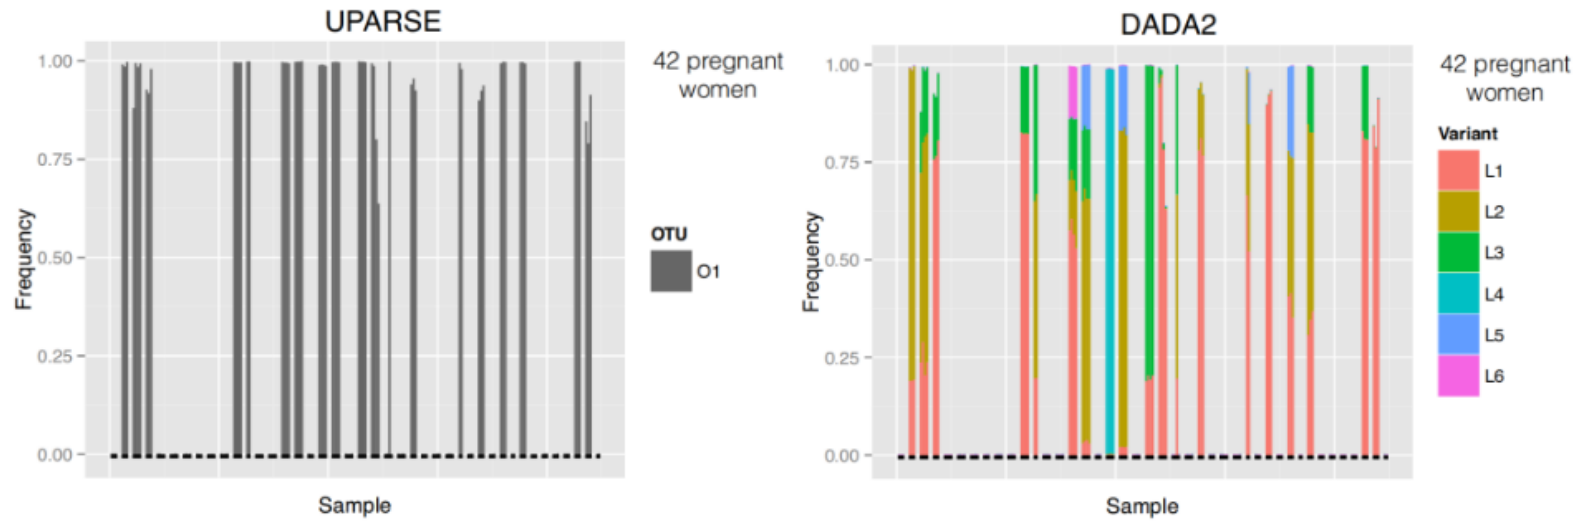 UPARSE
1.00
0.75
0.50
0.25
0.00
Frequency
Sample
42 pregnant
women
OTU
O1
DADA2
1.00
0.75
0.50
0.25
0.00
Frequency
Sample
42 pregnant
women
Variant
L1
L2
L3
L4
L5
L6